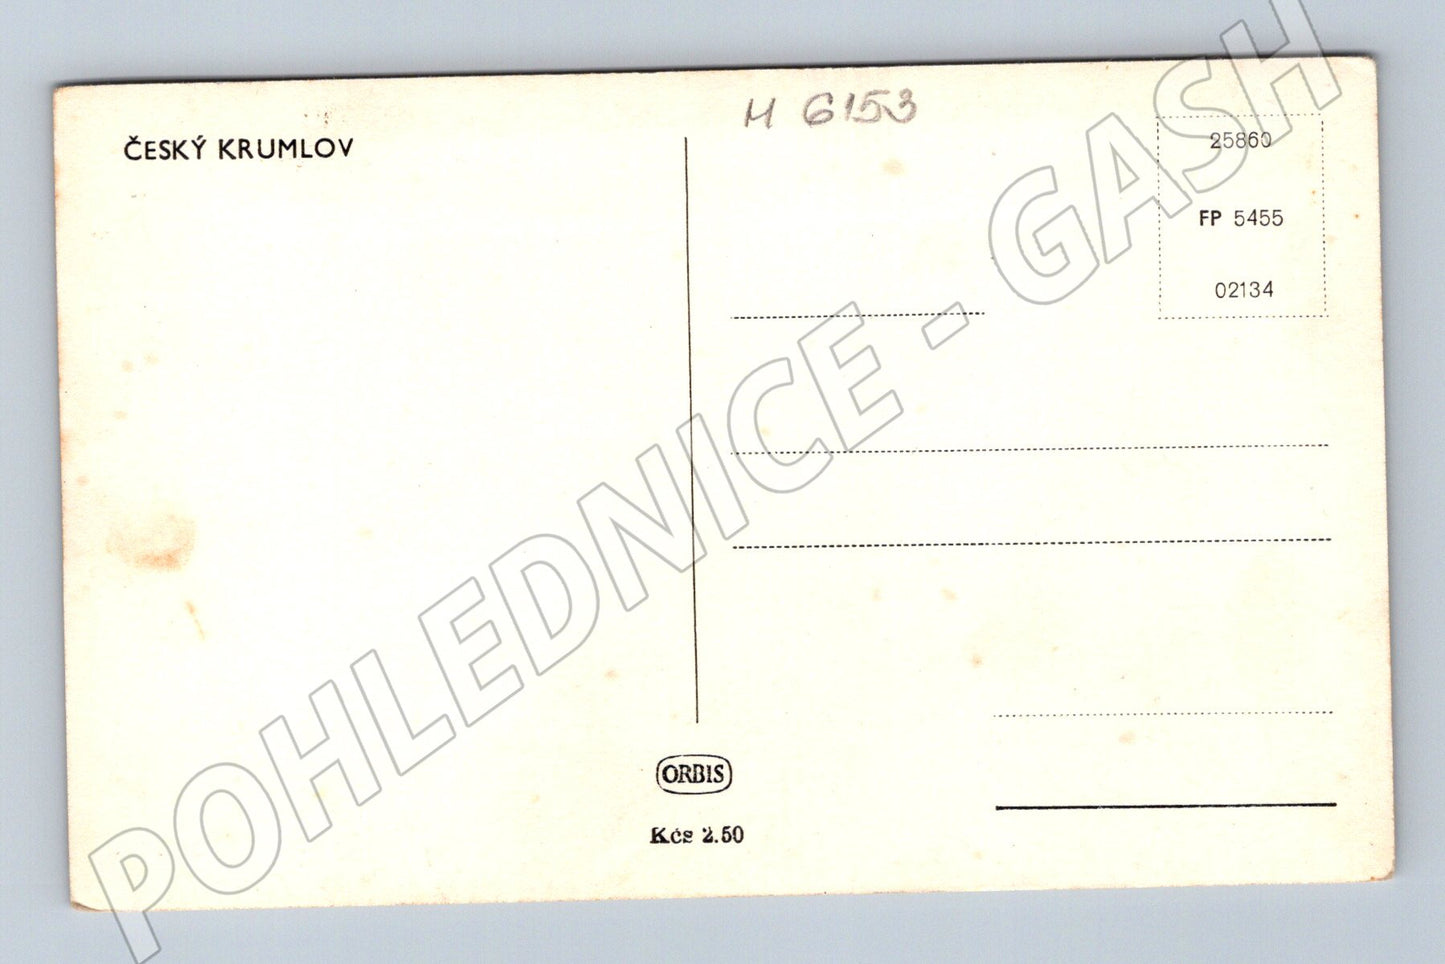 M 6153
ČESKÝ KRUMLOV
25860
FP 5455
02134
ORBIS
Kčs 2.50
POHLEDNICE - GASH